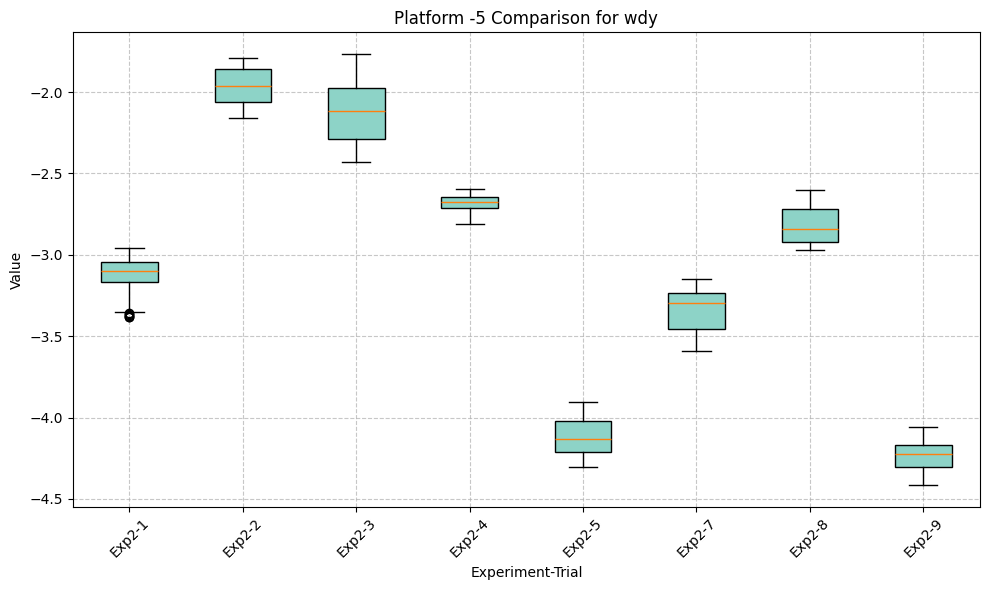 Platform -5 Comparison for wdy
Value
−2.0
−2.5
−3.0
−3.5
−4.0
−4.5
Exp2-1
Exp2-2
Exp2-3
Exp2-4
Exp2-5
Exp2-7
Exp2-8
Exp2-9
Experiment-Trial